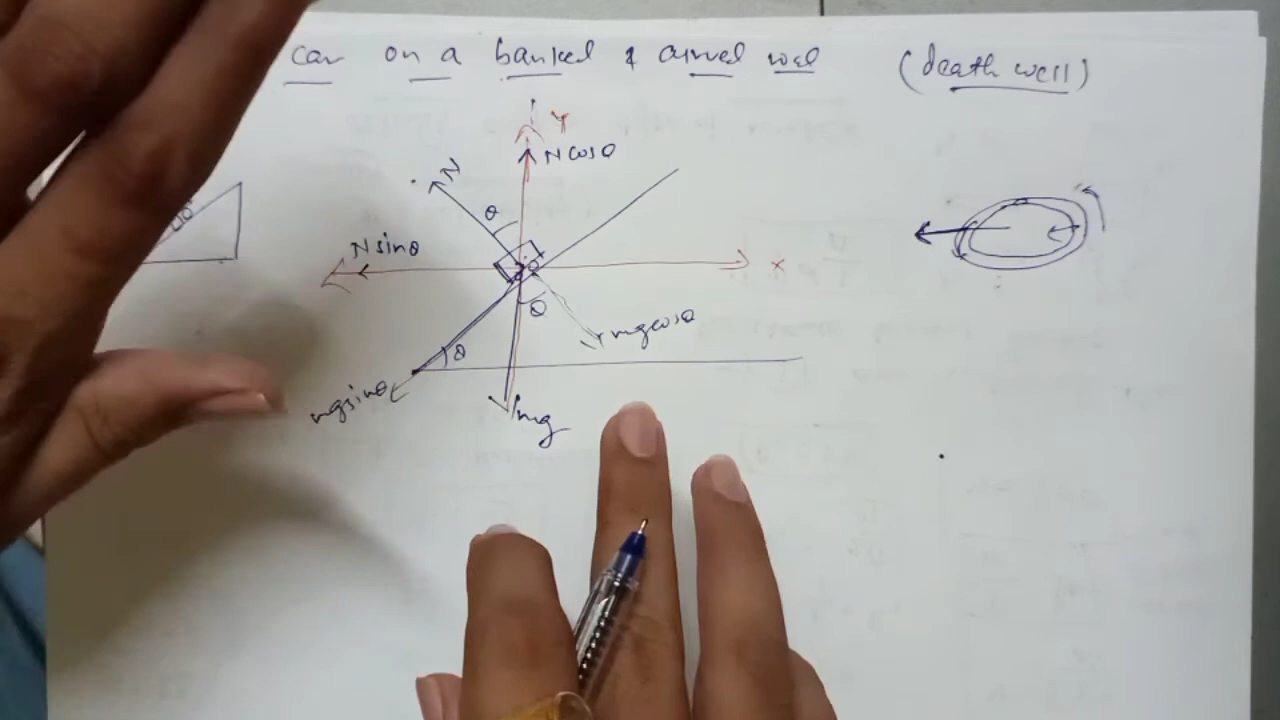 car on a banked & curved road (death well)
Y
N cosθ
N
θ
N sinθ
x
θ
mg cosθ
θ
mg sinθ
mg